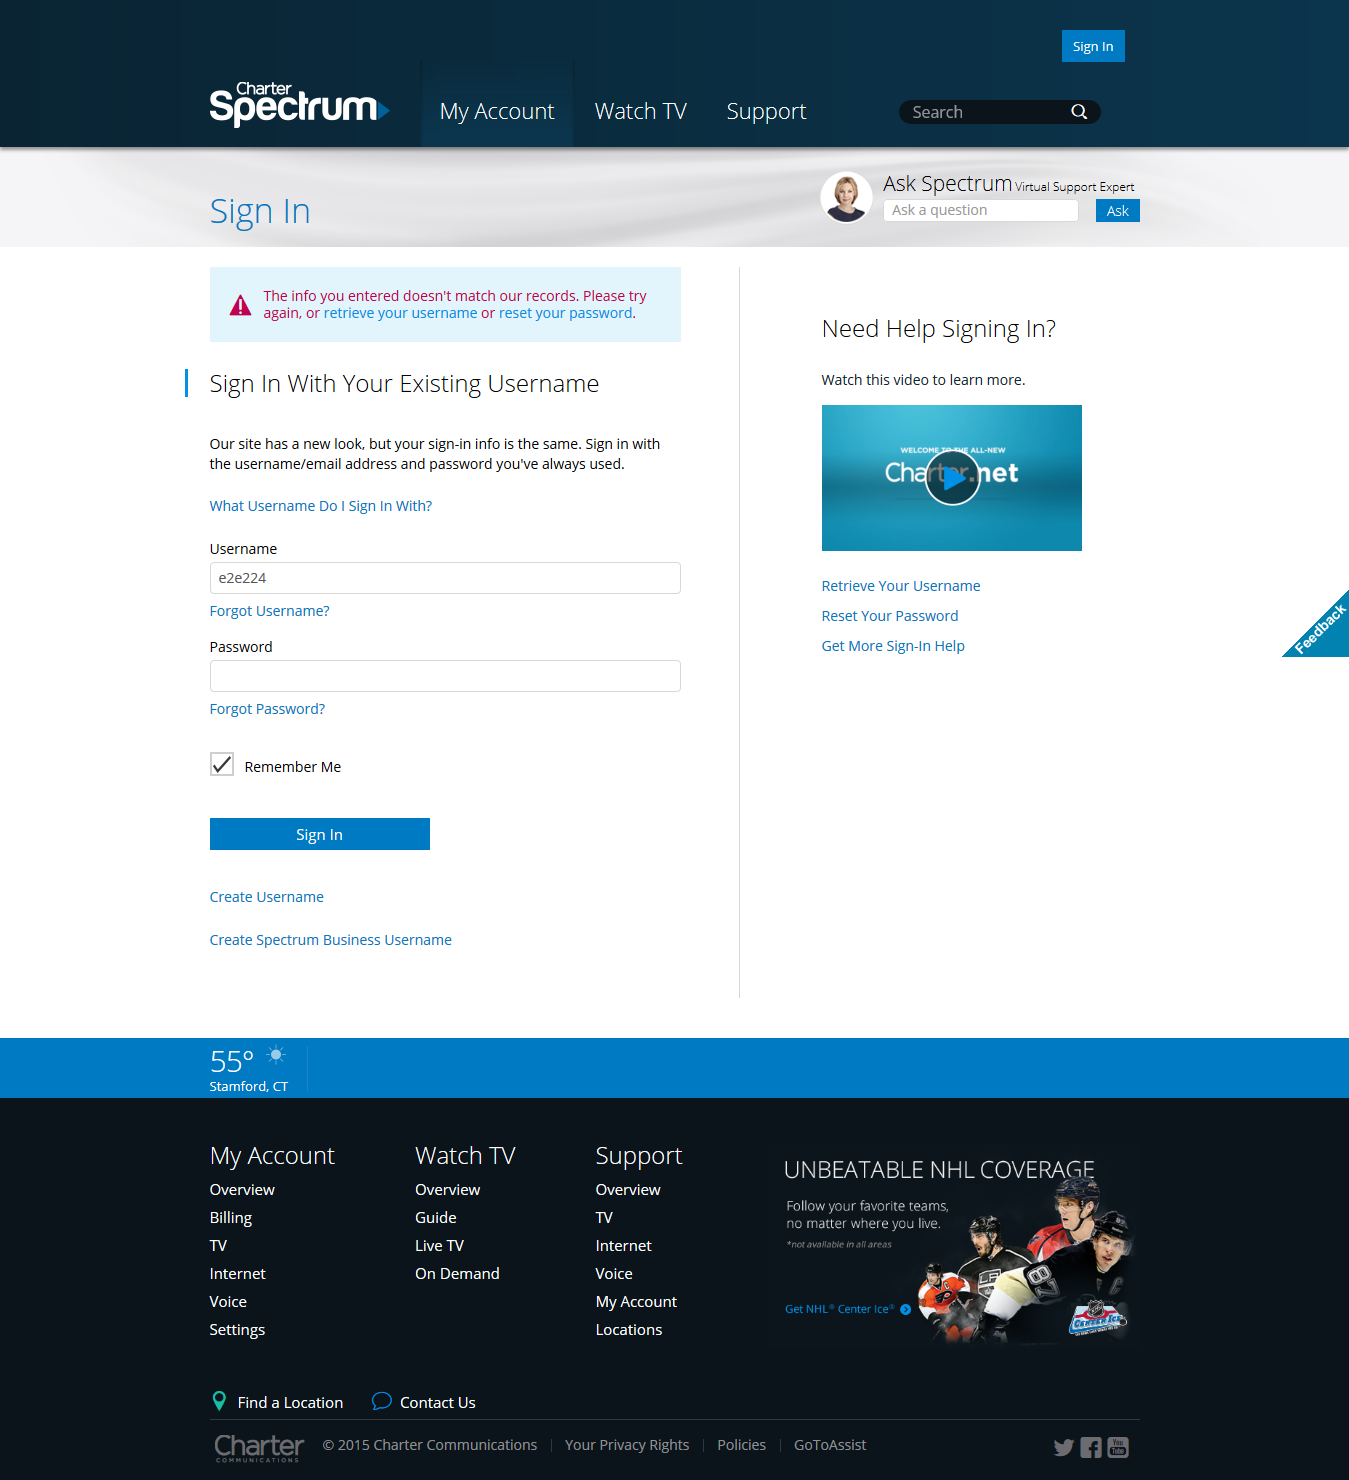 Sign In
Charter
Spectrum
My Account
Watch TV
Support
Search
Sign In
Ask Spectrum Virtual Support Expert
Ask a question
Ask
The info you entered doesn't match our records. Please try
again, or retrieve your username or reset your password.
Sign In With Your Existing Username
Our site has a new look, but your sign-in info is the same. Sign in with
the username/email address and password you've always used.
What Username Do I Sign In With?
Username
e2e224
Forgot Username?
Password
Forgot Password?
Remember Me
Sign In
Create Username
Create Spectrum Business Username
Need Help Signing In?
Watch this video to learn more.
WELCOME TO THE ALL-NEW
Charter.net
Retrieve Your Username
Reset Your Password
Get More Sign-In Help
Feedback
55°
Stamford, CT
My Account
Overview
Billing
TV
Internet
Voice
Settings
Watch TV
Overview
Guide
Live TV
On Demand
Support
Overview
TV
Internet
Voice
My Account
Locations
UNBEATABLE NHL COVERAGE
Follow your favorite teams,
no matter where you live.
*not available in all areas
Get NHL® Center Ice®
87
C
CENTER ICE
Find a Location
Contact Us
Charter
COMMUNICATIONS
© 2015 Charter Communications
Your Privacy Rights
Policies
GoToAssist
You
Tube